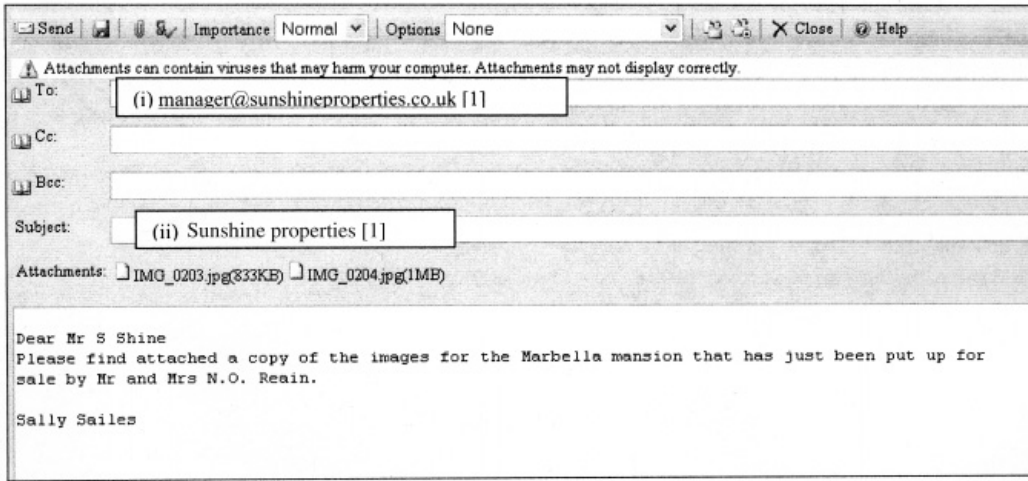 Send Importance Normal Options None Close Help
Attachments can contain viruses that may harm your computer. Attachments may not display correctly.
To: (i) manager@sunshineproperties.co.uk [1]
Cc:
Bcc:
Subject: (ii) Sunshine properties [1]
Attachments: IMG_0203.jpg(833KB) IMG_0204.jpg(1MB)
Dear Mr S Shine
Please find attached a copy of the images for the Marbella mansion that has just been put up for
sale by Mr and Mrs N.O. Reain.
Sally Sailes